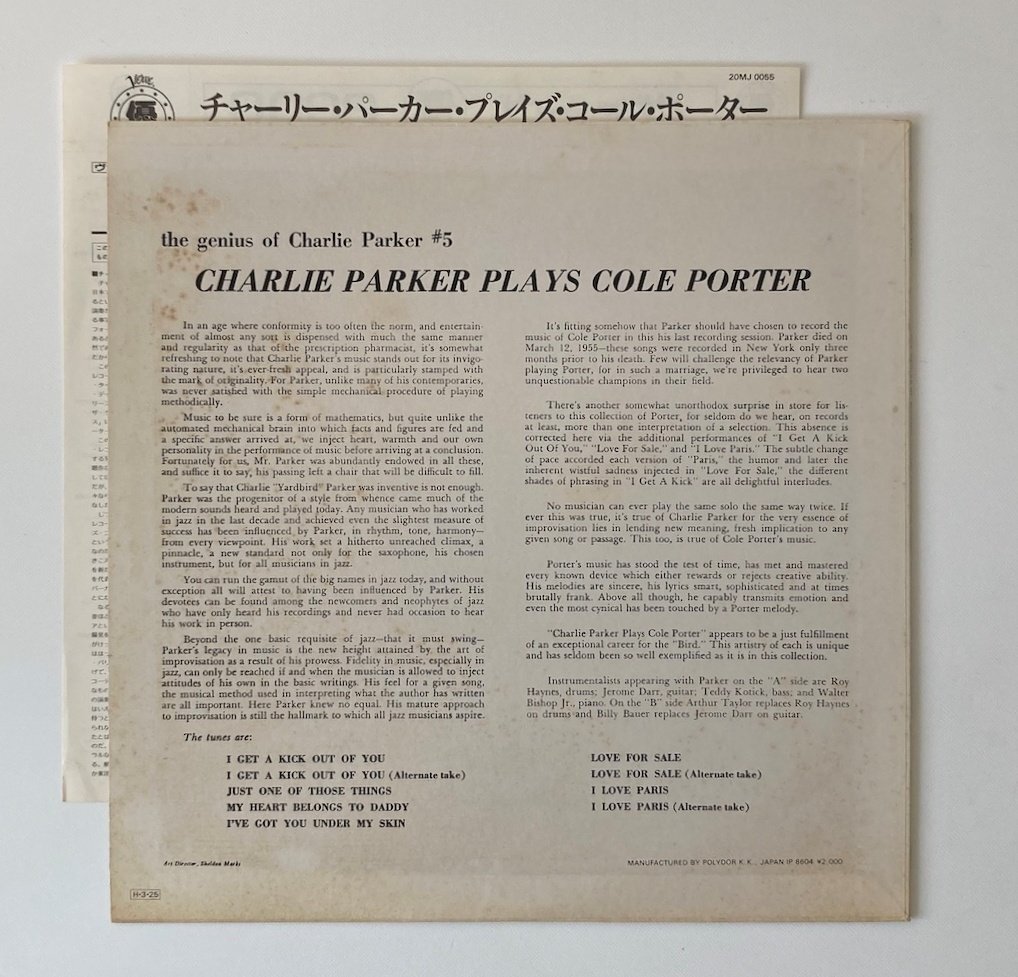 20MJ 0055
Verve
チャーリー・パーカー・プレイズ・コール・ポーター
the genius of Charlie Parker #5
CHARLIE PARKER PLAYS COLE PORTER
In an age where conformity is too often the norm, and entertain-
ment of almost any sort is dispensed with much the same manner
and regularity as that of the prescription pharmacist, it's somewhat
refreshing to note that Charlie Parker's music stands out for its invigo-
rating nature, it's ever-fresh appeal, and is particularly stamped with
the mark of originality. For Parker, unlike many of his contemporaries,
was never satisfied with the simple mechanical procedure of playing
methodically.
Music to be sure is a form of mathematics, but quite unlike the
automated mechanical brain into which facts and figures are fed and
a specific answer arrived at, we inject heart, warmth and our own
personality in the performance of music before arriving at a conclusion.
Fortunately for us, Mr. Parker was abundantly endowed in all these,
and suffice it to say, his passing left a chair that will be difficult to fill.
To say that Charlie "Yardbird" Parker was inventive is not enough.
Parker was the progenitor of a style from whence came much of the
modern sounds heard and played today. Any musician who has worked
in jazz in the last decade and achieved even the slightest measure of
success has been influenced by Parker, in rhythm, tone, harmony—
from every viewpoint. His work set a hitherto unreached climax, a
pinnacle, a new standard not only for the saxophone, his chosen
instrument, but for all musicians in jazz.
You can run the gamut of the big names in jazz today, and without
exception all will attest to having been influenced by Parker. His
devotees can be found among the newcomers and neophytes of jazz
who have only heard his recordings and never had occasion to hear
his work in person.
Beyond the one basic requisite of jazz—that it must swing—
Parker's legacy in music is the new height attained by the art of
improvisation as a result of his prowess. Fidelity in music, especially in
jazz, can only be reached if and when the musician is allowed to inject
attitudes of his own in the basic writings. His feel for a given song,
the musical method used in interpreting what the author has written
are all important. Here Parker knew no equal. His mature approach
to improvisation is still the hallmark to which all jazz musicians aspire.
It's fitting somehow that Parker should have chosen to record the
music of Cole Porter in this his last recording session. Parker died on
March 12, 1955—these songs were recorded in New York only three
months prior to his death. Few will challenge the relevancy of Parker
playing Porter, for in such a marriage, we're privileged to hear two
unquestionable champions in their field.
There's another somewhat unorthodox surprise in store for lis-
teners to this collection of Porter, for seldom do we hear, on records
at least, more than one interpretation of a selection. This absence is
corrected here via the additional performances of "I Get A Kick
Out Of You," "Love For Sale," and "I Love Paris." The subtle change
of pace accorded each version of "Paris," the humor and later the
inherent wistful sadness injected in "Love For Sale," the different
shades of phrasing in "I Get A Kick" are all delightful interludes.
No musician can ever play the same solo the same way twice. If
ever this was true, it's true of Charlie Parker for the very essence of
improvisation lies in lending new meaning, fresh implication to any
given song or passage. This too, is true of Cole Porter's music.
Porter's music has stood the test of time, has met and mastered
every known device which either rewards or rejects creative ability.
His melodies are sincere, his lyrics smart, sophisticated and at times
brutally frank. Above all though, he capably transmits emotion and
even the most cynical has been touched by a Porter melody.
"Charlie Parker Plays Cole Porter" appears to be a just fulfillment
of an exceptional career for the "Bird." This artistry of each is unique
and has seldom been so well exemplified as it is in this collection.
Instrumentalists appearing with Parker on the "A" side are Roy
Haynes, drums; Jerome Darr, guitar; Teddy Kotick, bass; and Walter
Bishop Jr., piano. On the "B" side Arthur Taylor replaces Roy Haynes
on drums and Billy Bauer replaces Jerome Darr on guitar.
The tunes are:
I GET A KICK OUT OF YOU
I GET A KICK OUT OF YOU (Alternate take)
JUST ONE OF THOSE THINGS
MY HEART BELONGS TO DADDY
I'VE GOT YOU UNDER MY SKIN
LOVE FOR SALE
LOVE FOR SALE (Alternate take)
I LOVE PARIS
I LOVE PARIS (Alternate take)
Art Director, Sheldon Marks
MANUFACTURED BY POLYDOR K.K., JAPAN IP 8604 ¥2,000
H-3-25